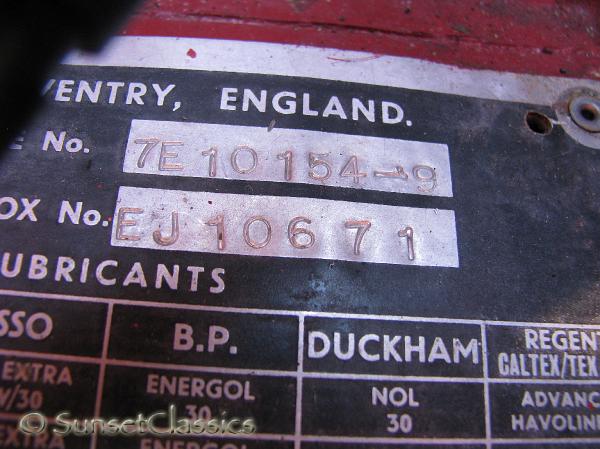 VENTRY, ENGLAND.
E No. 7E10154-9
OX No. EJ10671
UBRICANTS
SSO B.P. DUCKHAM REGEN
CALTEX/TEX
EXTRA ENERGOL NOL ADVANC
W/30 30 30 HAVOLINE
EXTRA ENERGOL
© SunsetClassics